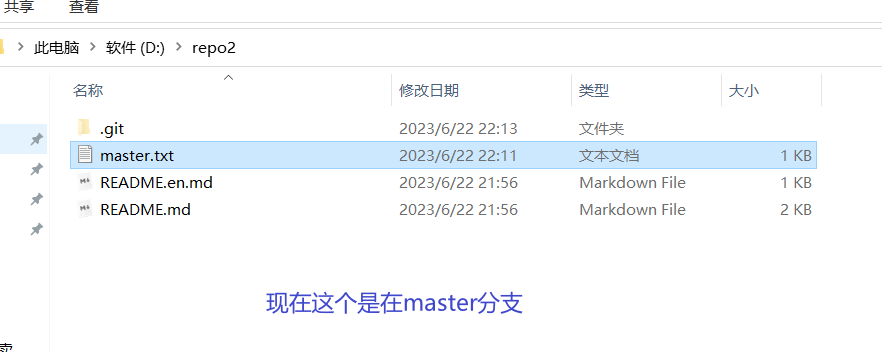 共享 查看
此电脑 软件 (D:) repo2
名称 修改日期 类型 大小
.git 2023/6/22 22:13 文件夹
master.txt 2023/6/22 22:11 文本文档 1 KB
README.en.md 2023/6/22 21:56 Markdown File 1 KB
README.md 2023/6/22 21:56 Markdown File 2 KB
现在这个是在master分支